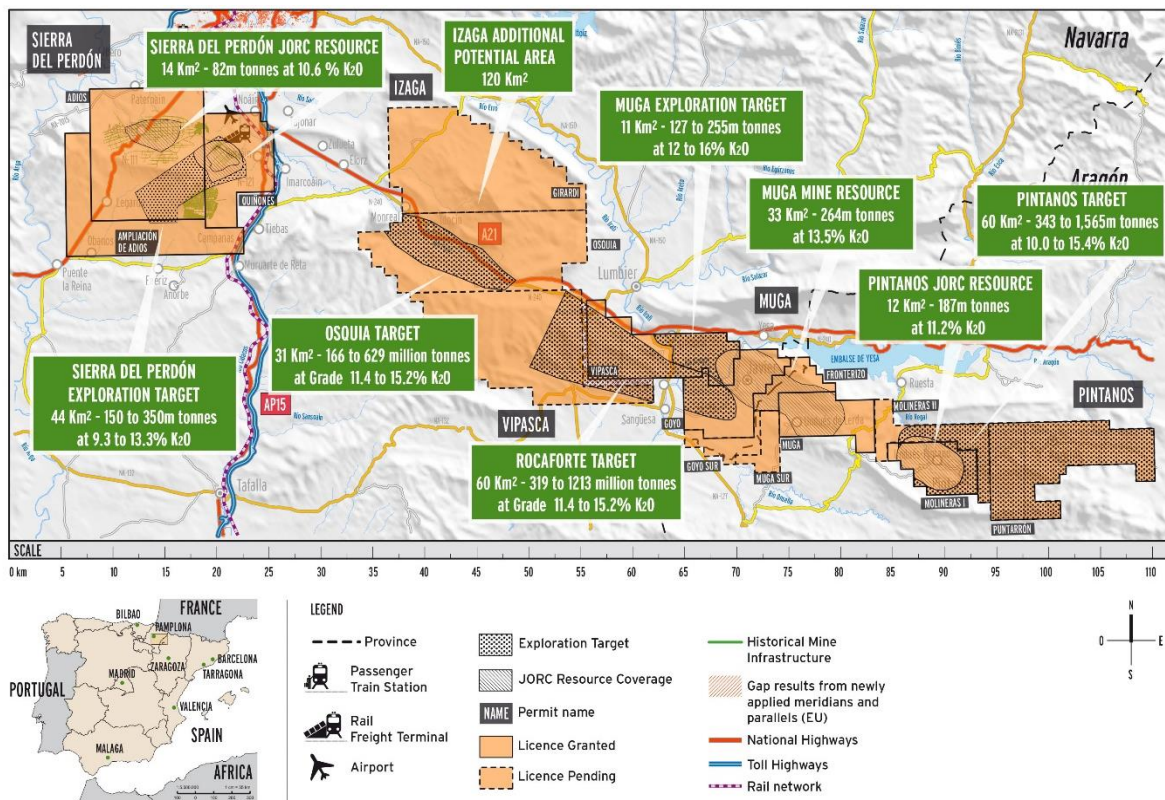 SIERRA
DEL PERDÓN
SIERRA DEL PERDÓN JORC RESOURCE
14 Km² - 82m tonnes at 10.6 % K2O
IZAGA ADDITIONAL
POTENTIAL AREA
120 Km²
Navarra
Aragón
ADIOS
IZAGA
MUGA EXPLORATION TARGET
11 Km² - 127 to 255m tonnes
at 12 to 16% K2O
MUGA MINE RESOURCE
33 Km² - 264m tonnes
at 13.5% K2O
PINTANOS TARGET
60 Km² - 343 to 1,565m tonnes
at 10.0 to 15.4% K2O
PINTANOS JORC RESOURCE
12 Km² - 187m tonnes
at 11.2% K2O
Zulueta
Elorz
Imarcoain
QUIÑONES
Tiebas
Muruarte de Reta
AMPLIACIÓN
DE ADIOS
Campanas
Obanos
Puente
la Reina
Añorbe
Monreal
GIRARDI
A21
OSQUIA
Lumbier
MUGA
EMBALSE DE YESA
FRONTERIZO
Ruesta
PINTANOS
OSQUIA TARGET
31 Km² - 166 to 629 million tonnes
at Grade 11.4 to 15.2% K2O
SIERRA DEL PERDÓN
EXPLORATION TARGET
44 Km² - 150 to 350m tonnes
at 9.3 to 13.3% K2O
AP15
VIPASCA
VIPASCA
Sangüesa
GOYO
GOYO SUR
MUGA
MUGA SUR
MOLINERAS II
MOLINERAS I
PUNTARRÓN
ROCAFORTE TARGET
60 Km² - 319 to 1213 million tonnes
at Grade 11.4 to 15.2% K2O
Tafalla
SCALE
0 km 5 10 15 20 25 30 35 40 45 50 55 60 65 70 75 80 85 90 95 100 105 110
FRANCE
BILBAO
PAMPLONA
ZARAGOZA
BARCELONA
TARRAGONA
MADRID
PORTUGAL
VALENCIA
SPAIN
MALAGA
AFRICA
LEGEND
Province
Passenger
Train Station
Rail
Freight Terminal
Airport
Exploration Target
JORC Resource Coverage
NAME Permit name
Licence Granted
Licence Pending
Historical Mine
Infrastructure
Gap results from newly
applied meridians and
parallels (EU)
National Highways
Toll Highways
Rail network
N
O E
S